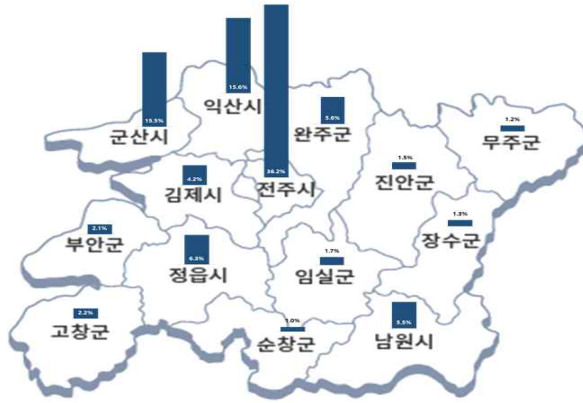 15.6%
익산시
15.5%
군산시
5.6%
완주군
1.2%
무주군
4.2%
김제시
36.2%
전주시
1.5%
진안군
2.1%
부안군
6.3%
정읍시
1.7%
임실군
1.3%
장수군
2.2%
고창군
1.0%
순창군
5.5%
남원시